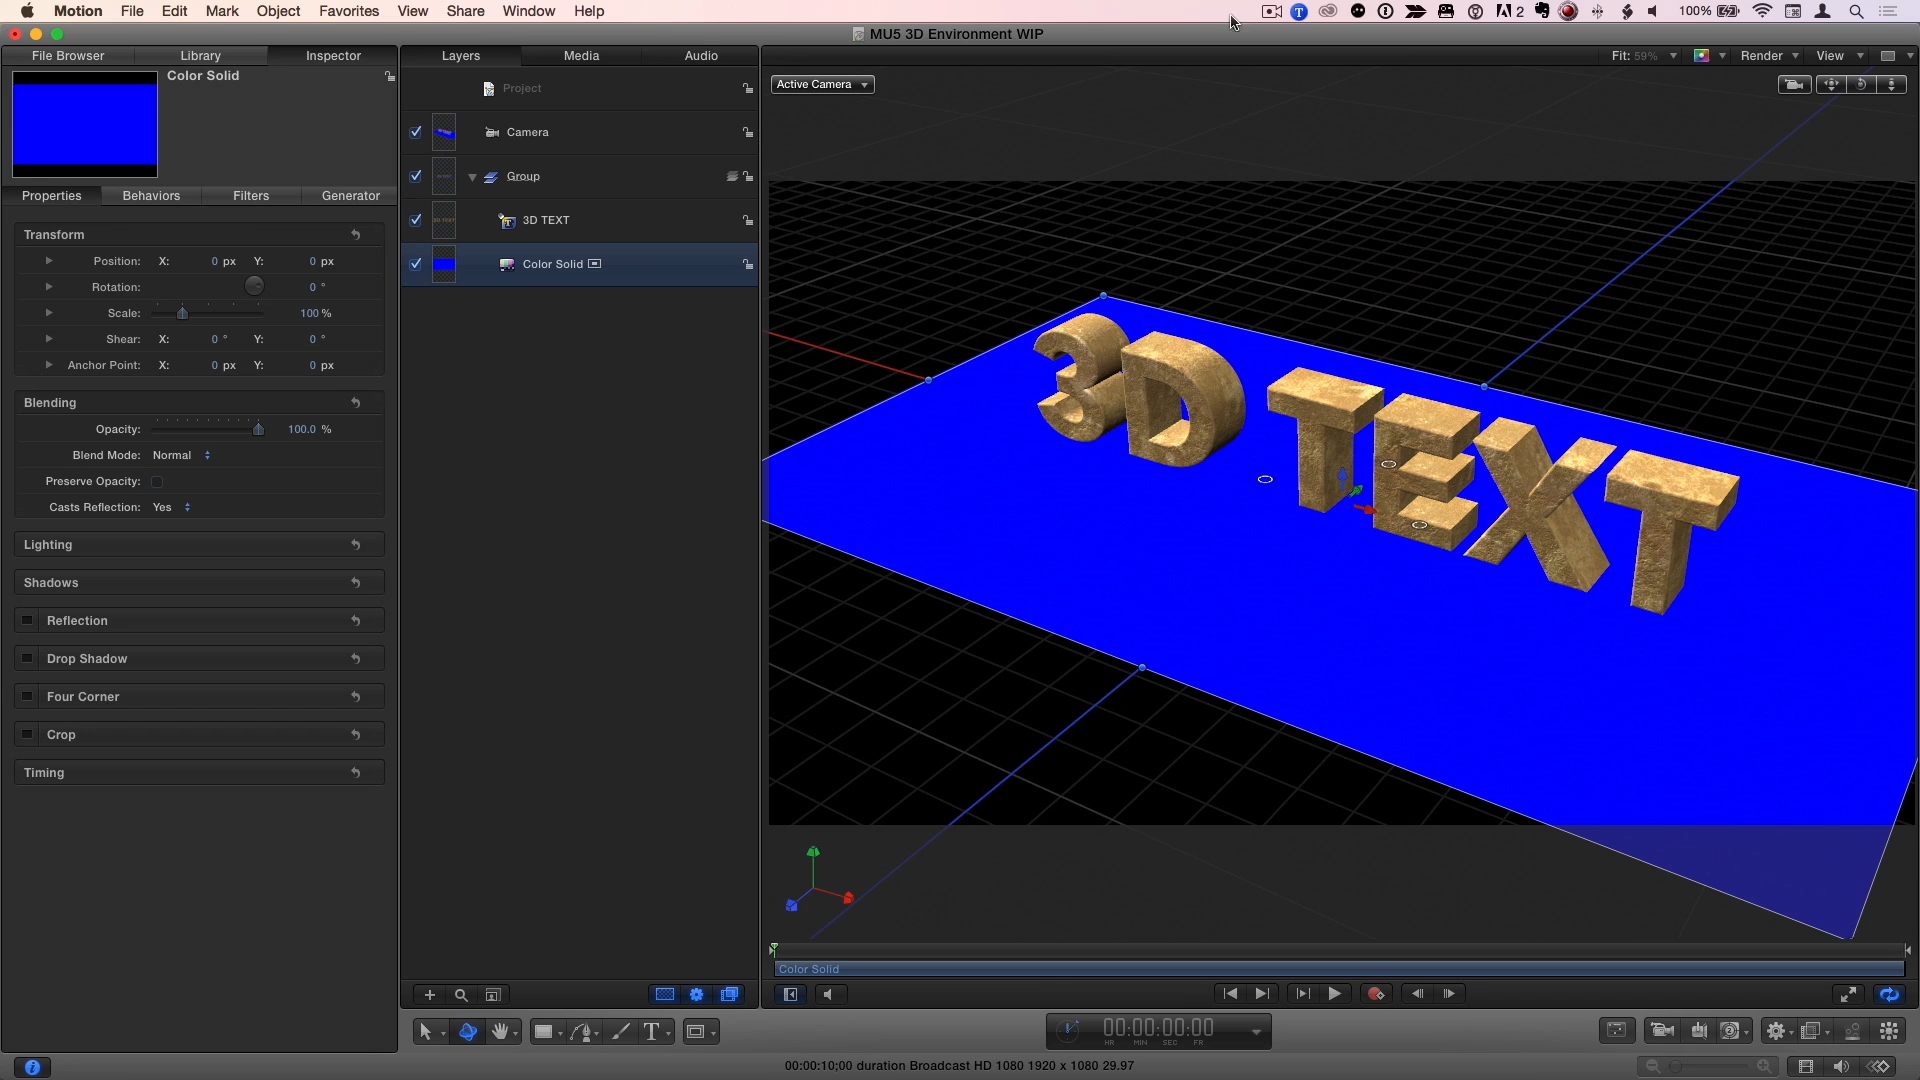 Motion File Edit Mark Object Favorites View Share Window Help 2 100%
MU5 3D Environment WIP
File Browser Library Inspector Layers Media Audio Fit: 59% Render View
Color Solid
Active Camera
Project
Camera
Group
3D TEXT
Color Solid
Properties Behaviors Filters Generator
Transform
Position: X: 0 px Y: 0 px
Rotation: 0 °
Scale: 100 %
Shear: X: 0 ° Y: 0 °
Anchor Point: X: 0 px Y: 0 px
Blending
Opacity: 100.0 %
Blend Mode: Normal
Preserve Opacity:
Casts Reflection: Yes
Lighting
Shadows
Reflection
Drop Shadow
Four Corner
Crop
Timing
3D TEXT
Color Solid
00:00:00:00
HR MIN SEC FR
00:00:10;00 duration Broadcast HD 1080 1920 x 1080 29.97